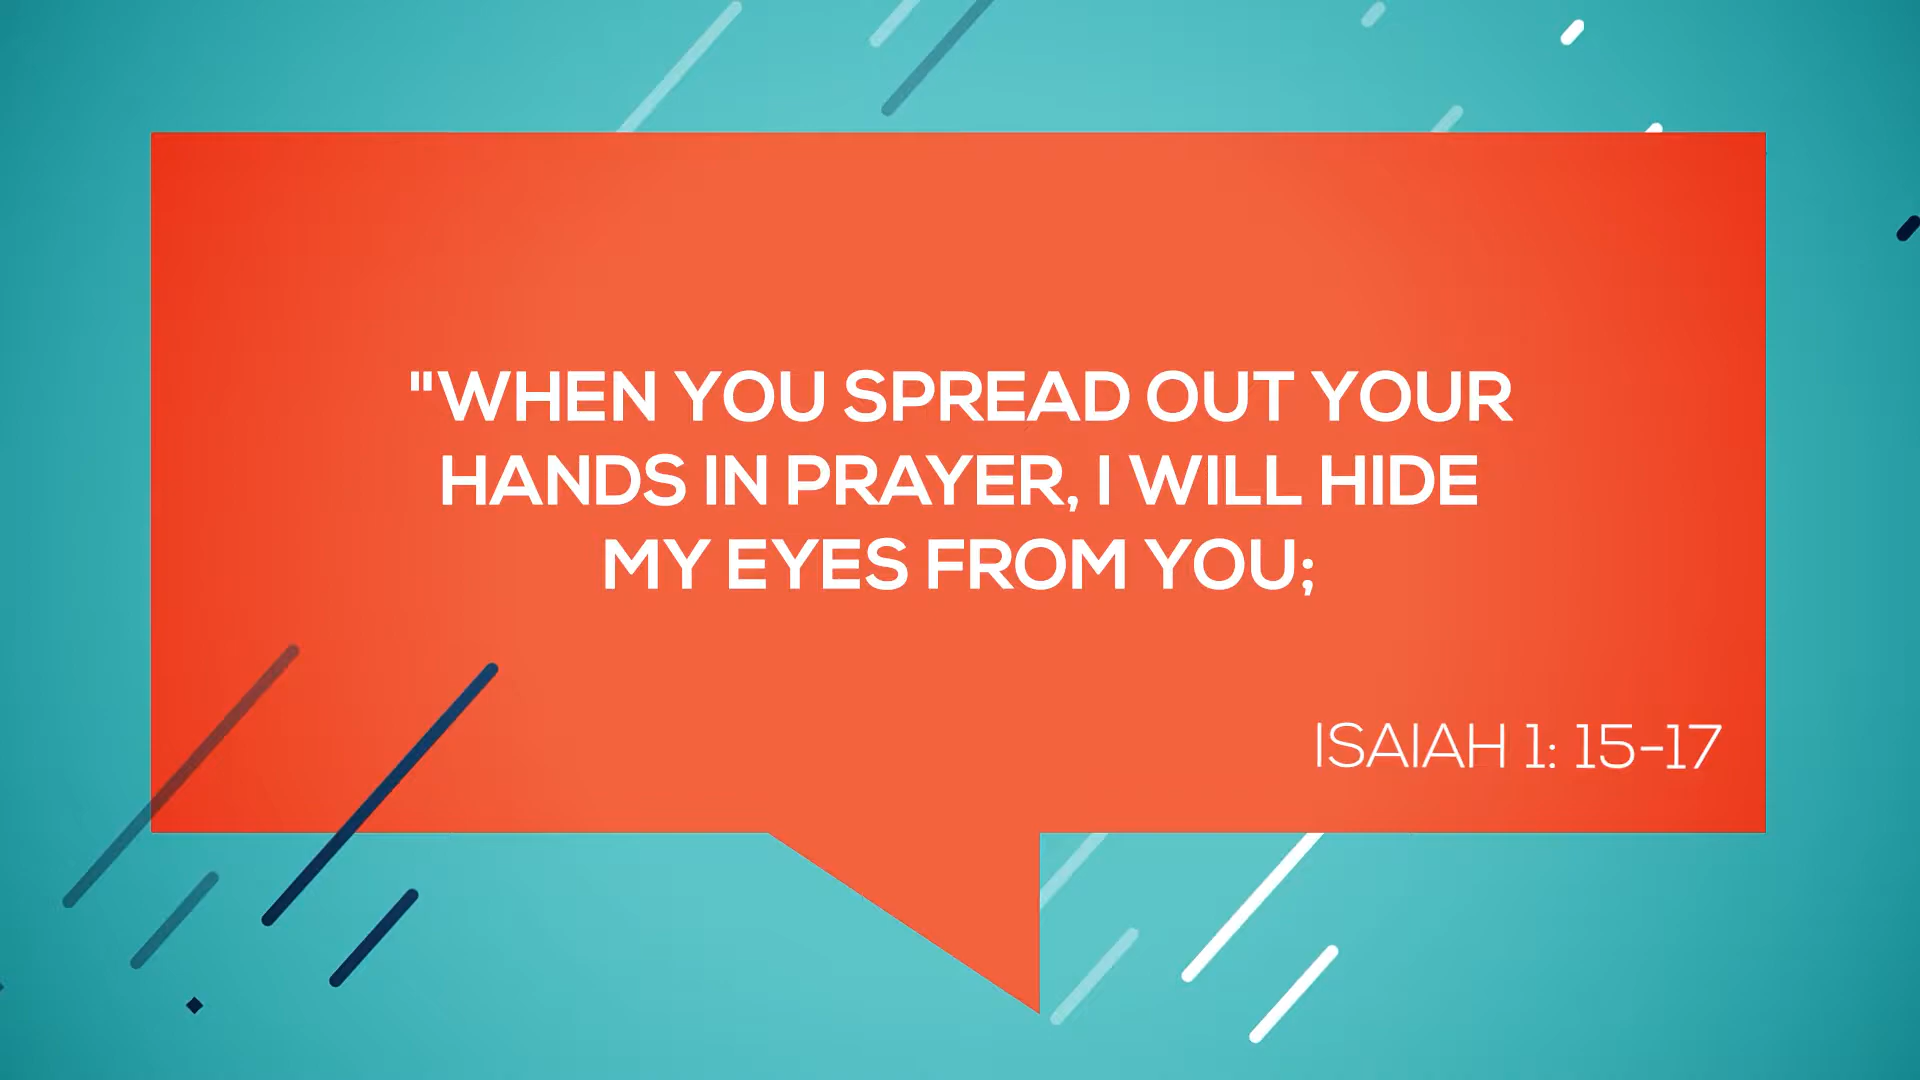 "WHEN YOU SPREAD OUT YOUR
HANDS IN PRAYER, I WILL HIDE
MY EYES FROM YOU;
ISAIAH 1: 15-17